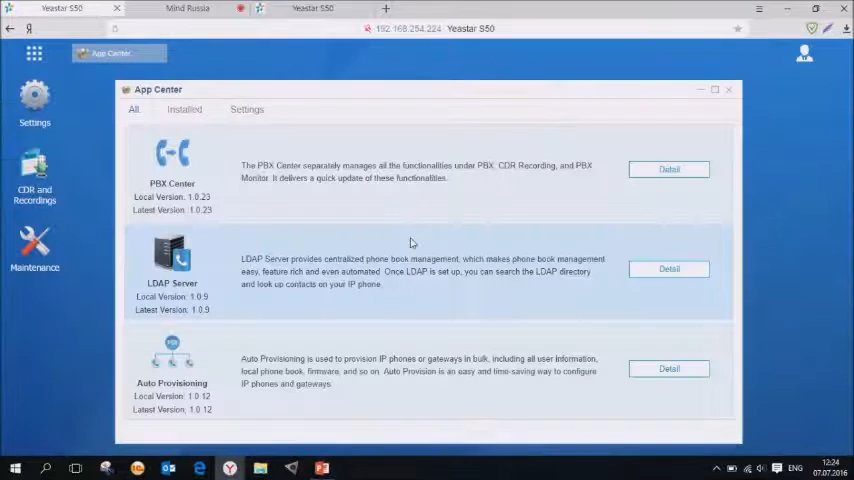 Yeastar S50
Mind Russia
Yeastar S50
192.168.254.224 Yeastar S50
App Center...
Settings
CDR and
Recordings
Maintenance
App Center
All
Installed
Settings
PBX Center
Local Version: 1.0.23
Latest Version: 1.0.23
The PBX Center separately manages all the functionalities under PBX, CDR Recording, and PBX
Monitor. It delivers a quick update of these functionalities.
Detail
LDAP Server
Local Version: 1.0.9
Latest Version: 1.0.9
LDAP Server provides centralized phone book management, which makes phone book management
easy, feature rich and even automated. Once LDAP is set up, you can search the LDAP directory
and look up contacts on your IP phone.
Detail
Auto Provisioning
Local Version: 1.0.12
Latest Version: 1.0.12
Auto Provisioning is used to provision IP phones or gateways in bulk, including all user information,
local phone book, firmware, and so on. Auto Provision is an easy and time-saving way to configure
IP phones and gateways.
Detail
ENG
12:24
07.07.2016